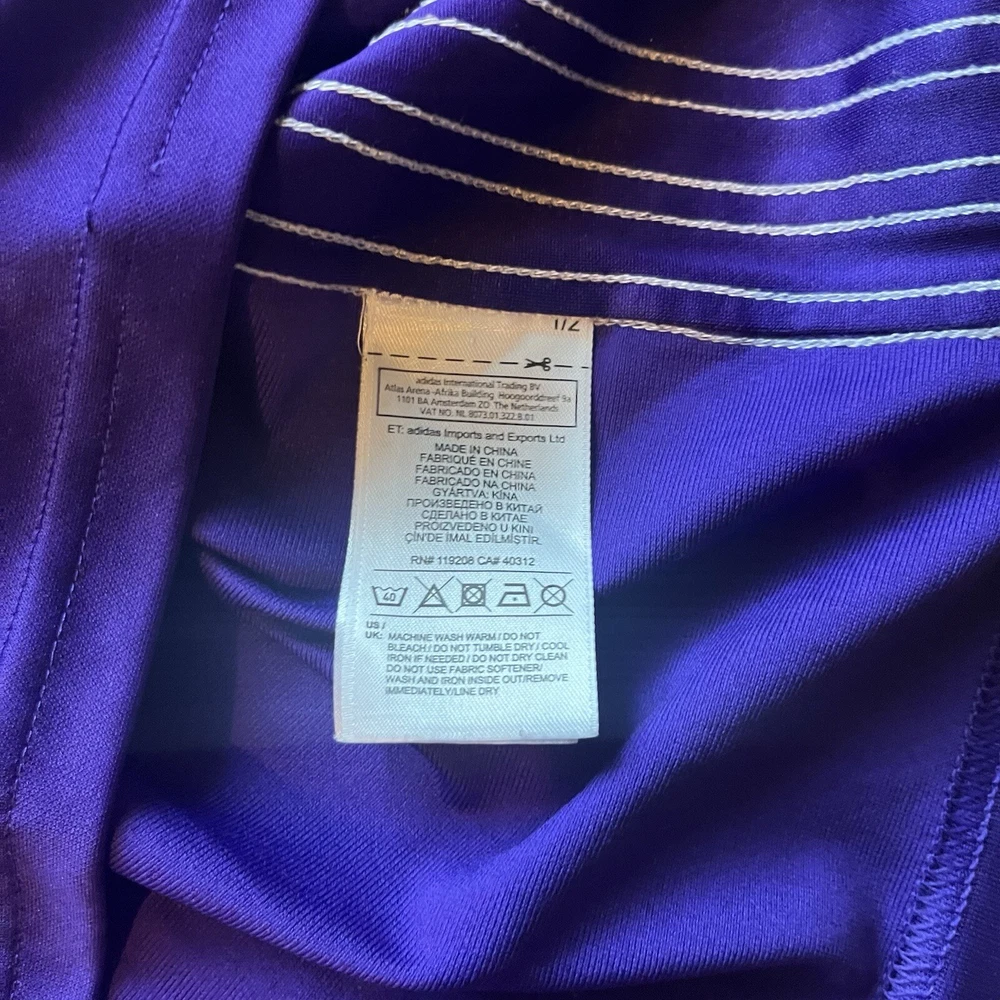 1/2
adidas International Trading BV
Atlas Arena -Afrika Building Hoogoorddreef 9a
1101 BA Amsterdam ZO The Netherlands
VAT NO. NL 8073.01.322.B.01
ET: adidas Imports and Exports Ltd
MADE IN CHINA
FABRIQUÉ EN CHINE
FABRICADO EN CHINA
FABRICADO NA CHINA
GYÁRTVA: KÍNA
ПРОИЗВЕДЕНО В КИТАЙ
СДЕЛАНО В КИТАЕ
PROIZVEDENO U KINI
ÇİN'DE İMAL EDİLMİŞTİR.
RN# 119208 CA# 40312
40
US /
UK: MACHINE WASH WARM / DO NOT
BLEACH / DO NOT TUMBLE DRY / COOL
IRON IF NEEDED / DO NOT DRY CLEAN
DO NOT USE FABRIC SOFTENER/
WASH AND IRON INSIDE OUT/REMOVE
IMMEDIATELY/LINE DRY